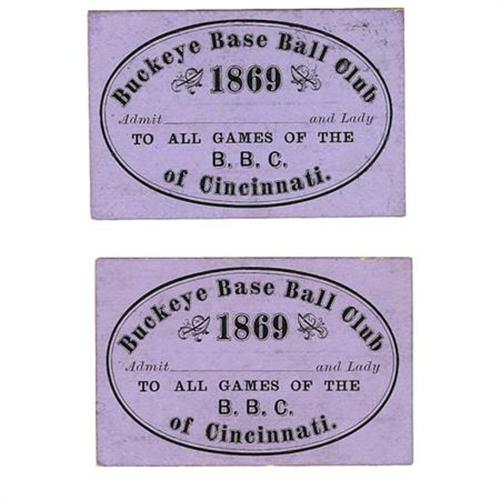 Buckeye Base Ball Club
1869
Admit and Lady
TO ALL GAMES OF THE
B. B. C.
of Cincinnati.
Buckeye Base Ball Club
1869
Admit and Lady
TO ALL GAMES OF THE
B. B. C.
of Cincinnati.